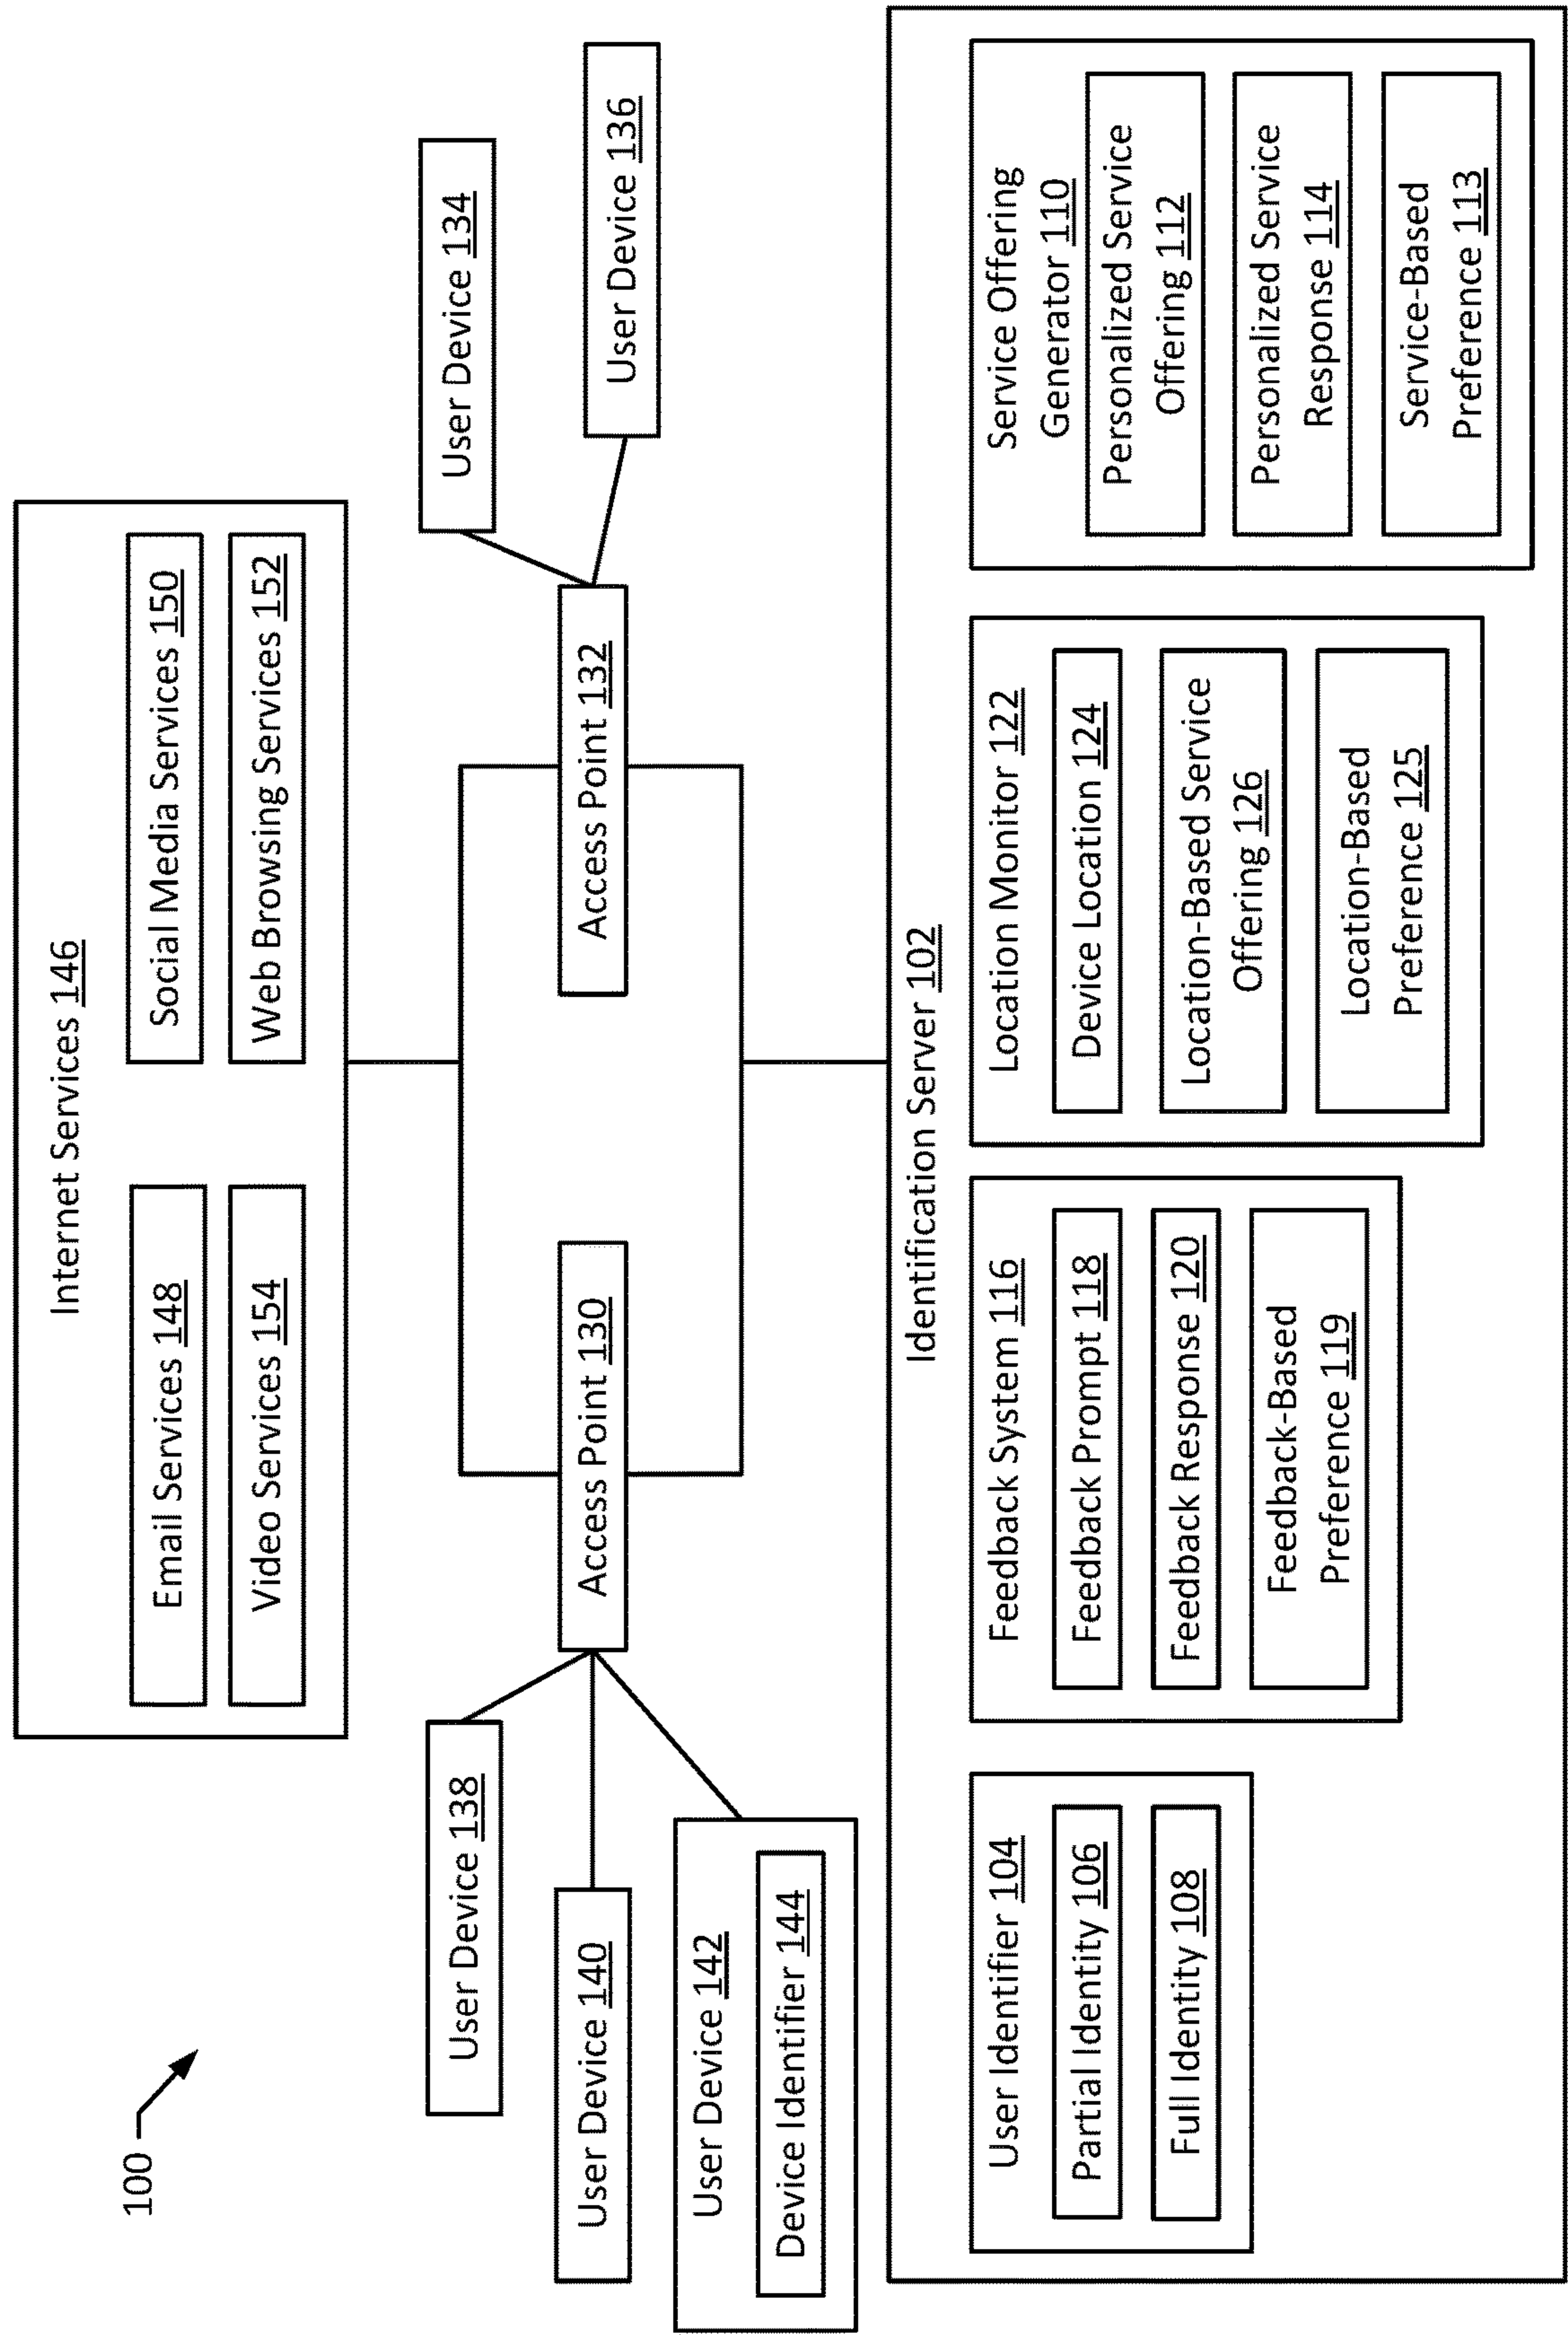 100
Internet Services 146
Email Services 148
Social Media Services 150
Video Services 154
Web Browsing Services 152
User Device 138
User Device 134
User Device 140
Access Point 130
Access Point 132
User Device 136
User Device 142
Device Identifier 144
Identification Server 102
User Identifier 104
Partial Identity 106
Full Identity 108
Feedback System 116
Feedback Prompt 118
Feedback Response 120
Feedback-Based
Preference 119
Location Monitor 122
Device Location 124
Location-Based Service
Offering 126
Location-Based
Preference 125
Service Offering
Generator 110
Personalized Service
Offering 112
Personalized Service
Response 114
Service-Based
Preference 113